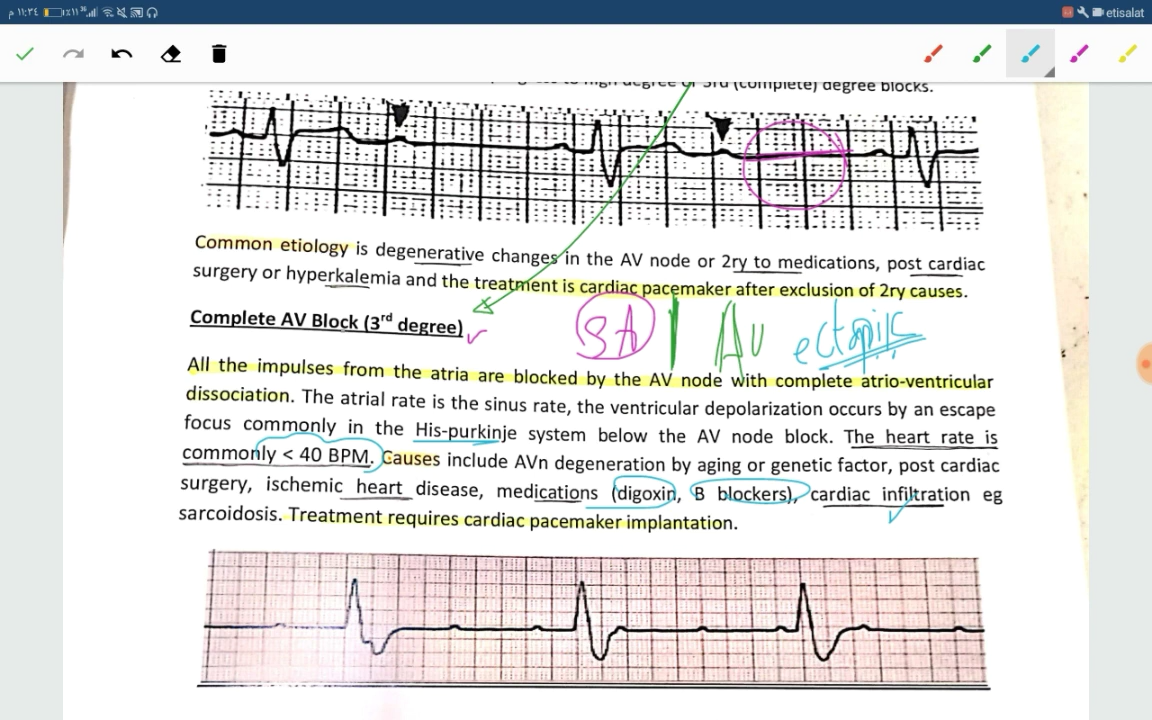 م ١١:٣٤
٪١١
36
etisalat
high degree or 3rd (complete) degree blocks.
Common etiology is degenerative changes in the AV node or 2ry to medications, post cardiac
surgery or hyperkalemia and the treatment is cardiac pacemaker after exclusion of 2ry causes.
Complete AV Block (3rd degree)
SA AV ectopic
All the impulses from the atria are blocked by the AV node with complete atrio-ventricular
dissociation. The atrial rate is the sinus rate, the ventricular depolarization occurs by an escape
focus commonly in the His-purkinje system below the AV node block. The heart rate is
commonly < 40 BPM. Causes include AVn degeneration by aging or genetic factor, post cardiac
surgery, ischemic heart disease, medications (digoxin, B blockers), cardiac infiltration eg
sarcoidosis. Treatment requires cardiac pacemaker implantation.